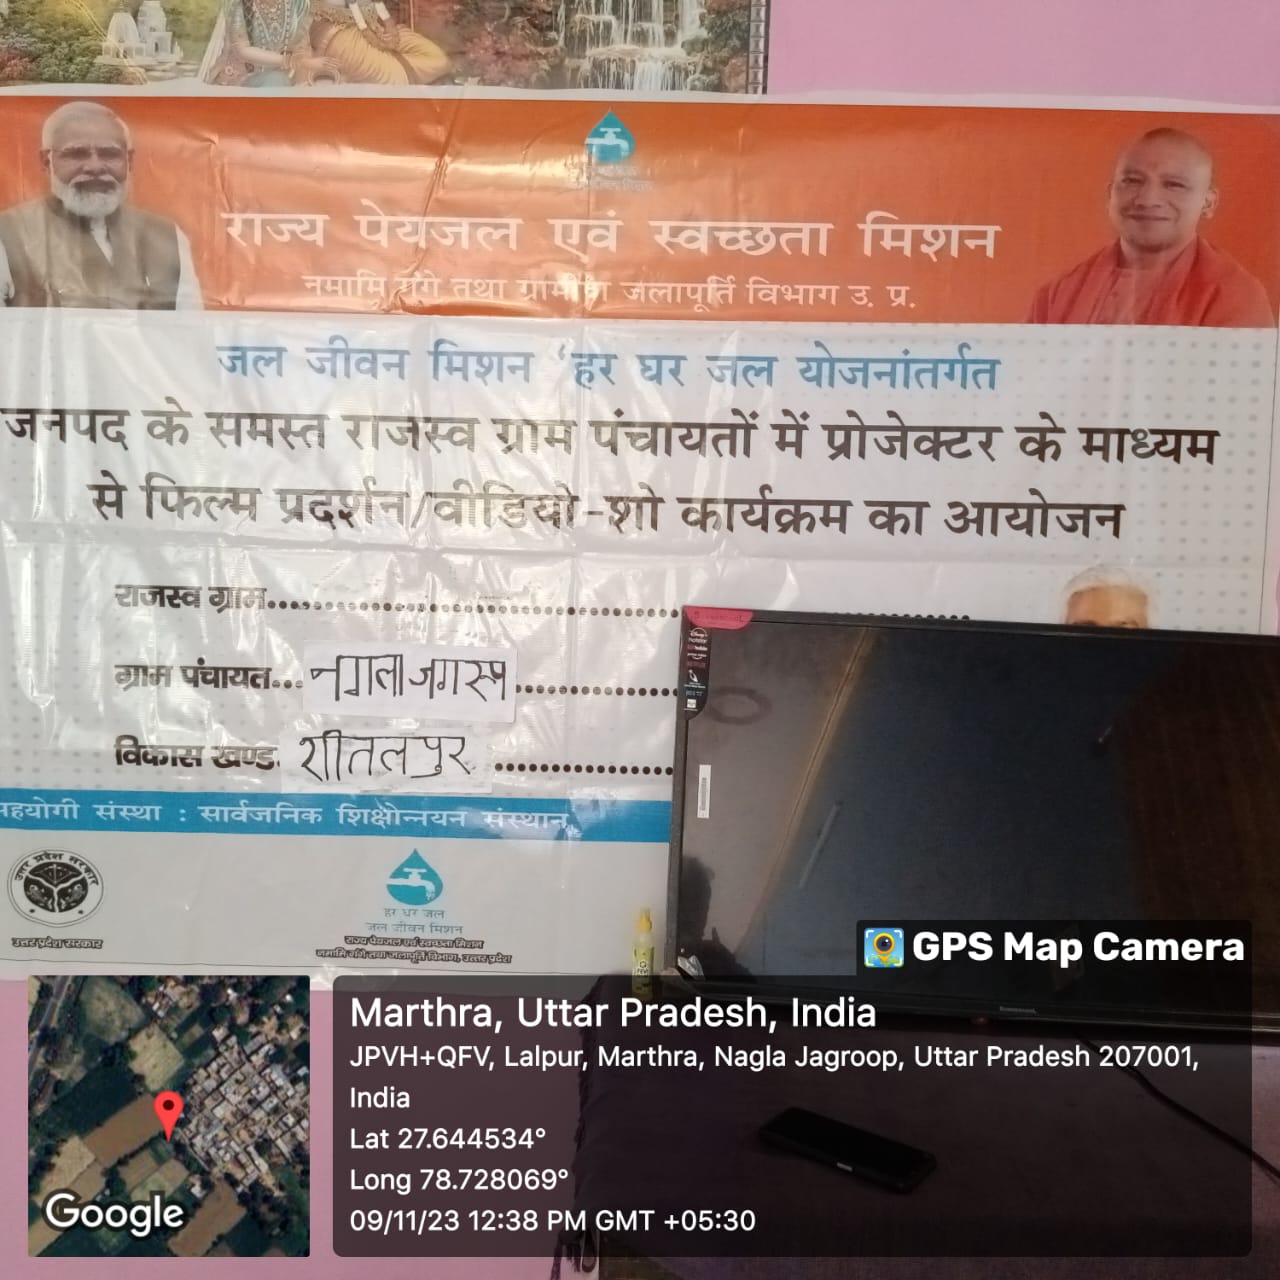 राज्य पेयजल एवं स्वच्छता मिशन
नमामि गंगे तथा ग्रामीण जलापूर्ति विभाग उ. प्र.
जल जीवन मिशन 'हर घर जल योजनांतर्गत
जनपद के समस्त राजस्व ग्राम पंचायतों में प्रोजेक्टर के माध्यम
से फिल्म प्रदर्शन/वीडियो-शो कार्यक्रम का आयोजन
राजस्व ग्राम
ग्राम पंचायत... नगला जगरूप
विकास खण्ड. शीतलपुर
सहयोगी संस्था : सार्वजनिक शिक्षोन्नयन संस्थान
उत्तर प्रदेश सरकार
उत्तर प्रदेश सरकार
हर घर जल
जल जीवन मिशन
राज्य पेयजल एवं स्वच्छता मिशन
नमामि गंगे तथा जलापूर्ति विभाग, उत्तर प्रदेश
GPS Map Camera
Marthra, Uttar Pradesh, India
JPVH+QFV, Lalpur, Marthra, Nagla Jagroop, Uttar Pradesh 207001,
India
Lat 27.644534°
Long 78.728069°
09/11/23 12:38 PM GMT +05:30
Google